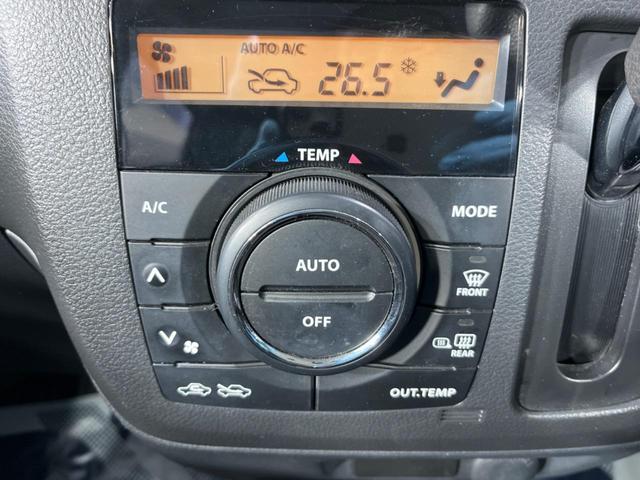 AUTO A/C
26.5
TEMP
A/C
MODE
AUTO
OFF
FRONT
REAR
OUT.TEMP